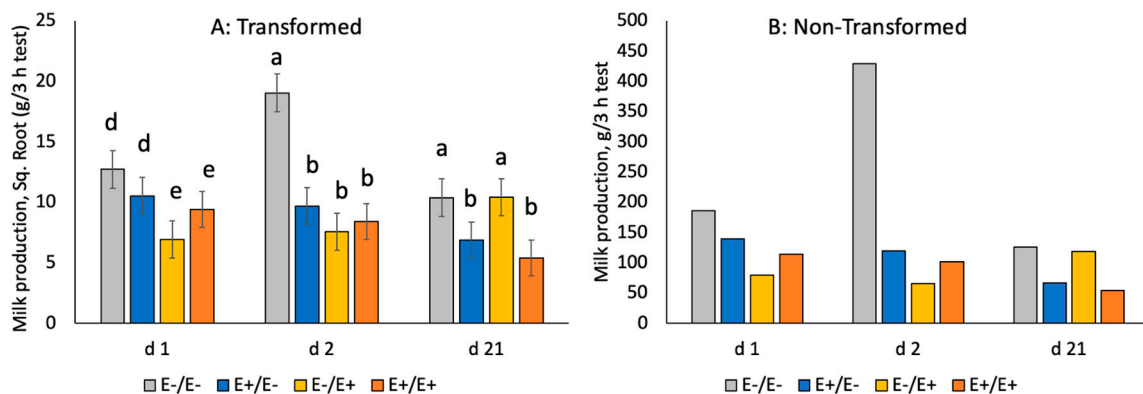 A: Transformed
Milk production, Sq. Root (g/3 h test)
25
20
15
10
5
0
d
d
e
e
a
b
b
b
a
b
a
b
d 1
d 2
d 21
E-/E-
E+/E-
E-/E+
E+/E+
B: Non-Transformed
Milk production, g/3 h test
500
450
400
350
300
250
200
150
100
50
0
d 1
d 2
d 21
E-/E-
E+/E-
E-/E+
E+/E+